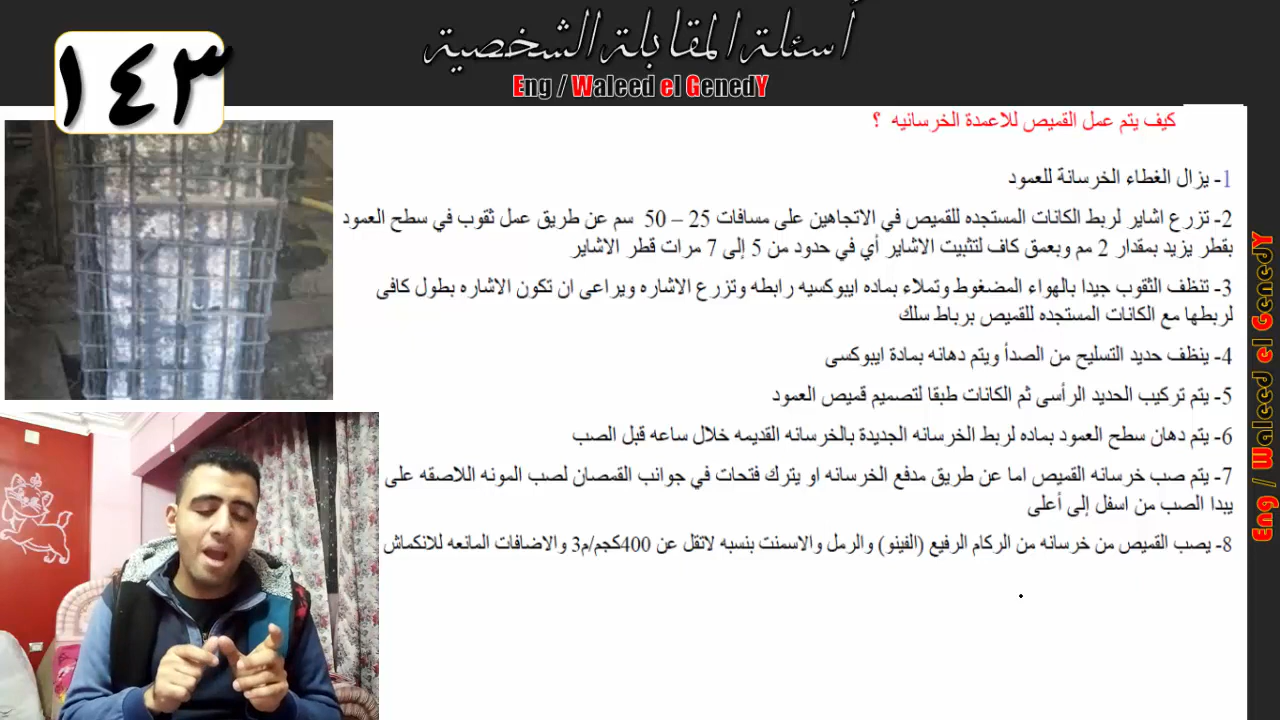 ١٤٣
أسئلة المقابلة الشخصية
Eng / Waleed el GenedY
كيف يتم عمل القميص للاعمدة الخرسانيه ؟
1- يزال الغطاء الخرسانة للعمود
2- تزرع اشاير لربط الكانات المستجده للقميص في الاتجاهين على مسافات 25 – 50 سم عن طريق عمل ثقوب في سطح العمود
بقطر يزيد بمقدار 2 مم وبعمق كاف لتثبيت الاشاير أي في حدود من 5 إلى 7 مرات قطر الاشاير
3- تنظف الثقوب جيدا بالهواء المضغوط وتملاء بماده ايبوكسيه رابطه وتزرع الاشاره ويراعى ان تكون الاشاره بطول كافى
لربطها مع الكانات المستجده للقميص برباط سلك
4- ينظف حديد التسليح من الصدأ ويتم دهانه بمادة ايبوكسى
5- يتم تركيب الحديد الرأسى ثم الكانات طبقا لتصميم قميص العمود
6- يتم دهان سطح العمود بماده لربط الخرسانه الجديدة بالخرسانه القديمه خلال ساعه قبل الصب
7- يتم صب خرسانه القميص اما عن طريق مدفع الخرسانه او يترك فتحات في جوانب القمصان لصب المونه اللاصقه على
يبدا الصب من اسفل إلى أعلى
8- يصب القميص من خرسانه من الركام الرفيع (الفينو) والرمل والاسمنت بنسبه لاتقل عن 400كجم/م3 والاضافات المانعه للانكماش
Eng / Waleed el GenedY